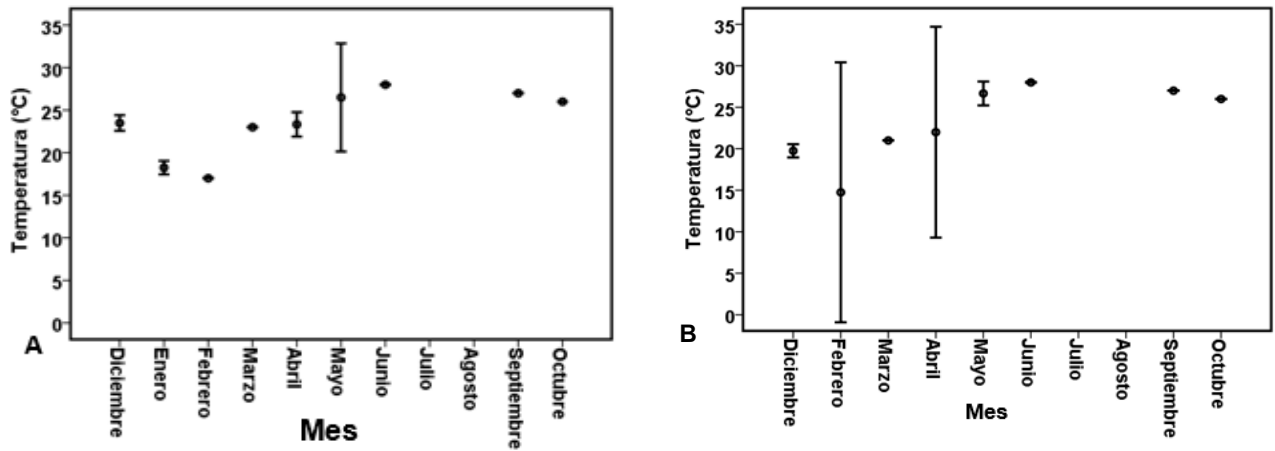 35
30
25
20
15
10
5
0
Temperatura (°C)
A
Diciembre
Enero
Febrero
Marzo
Abril
Mayo
Junio
Julio
Agosto
Septiembre
Octubre
Mes
35
30
25
20
15
10
5
0
Temperatura (°C)
B
Diciembre
Febrero
Marzo
Abril
Mayo
Junio
Julio
Agosto
Septiembre
Octubre
Mes